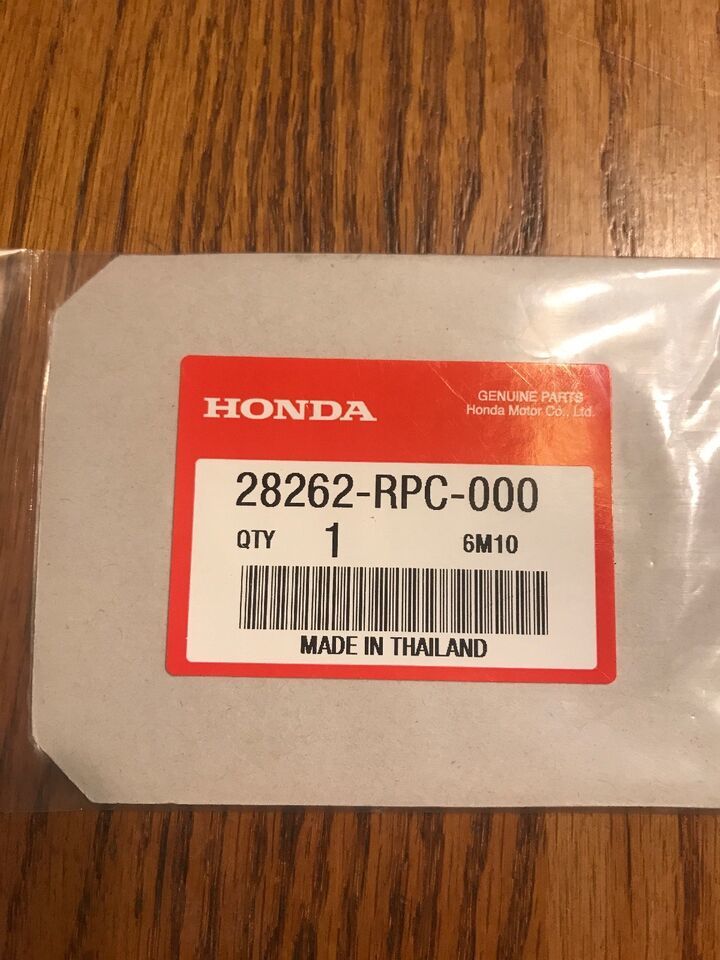 HONDA
GENUINE PARTS
Honda Motor Co., Ltd.
28262-RPC-000
QTY 1 6M10
MADE IN THAILAND